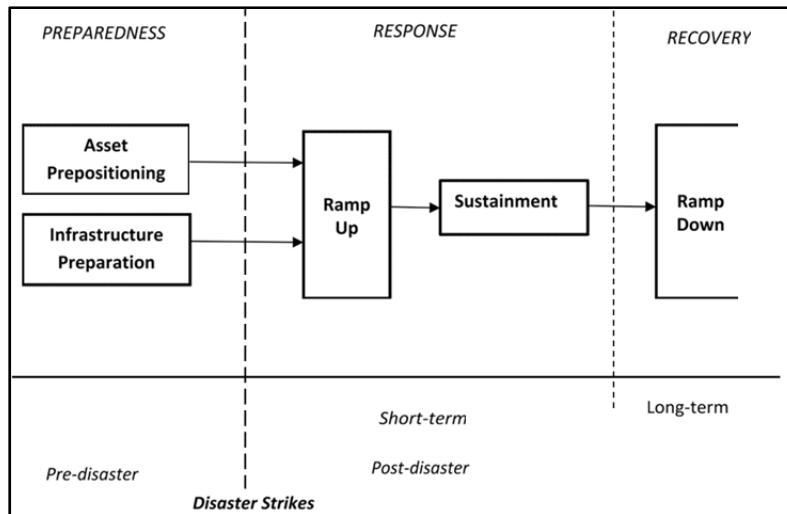 PREPAREDNESS
RESPONSE
RECOVERY
Asset
Prepositioning
Infrastructure
Preparation
Ramp
Up
Sustainment
Ramp
Down
Short-term
Long-term
Pre-disaster
Post-disaster
Disaster Strikes